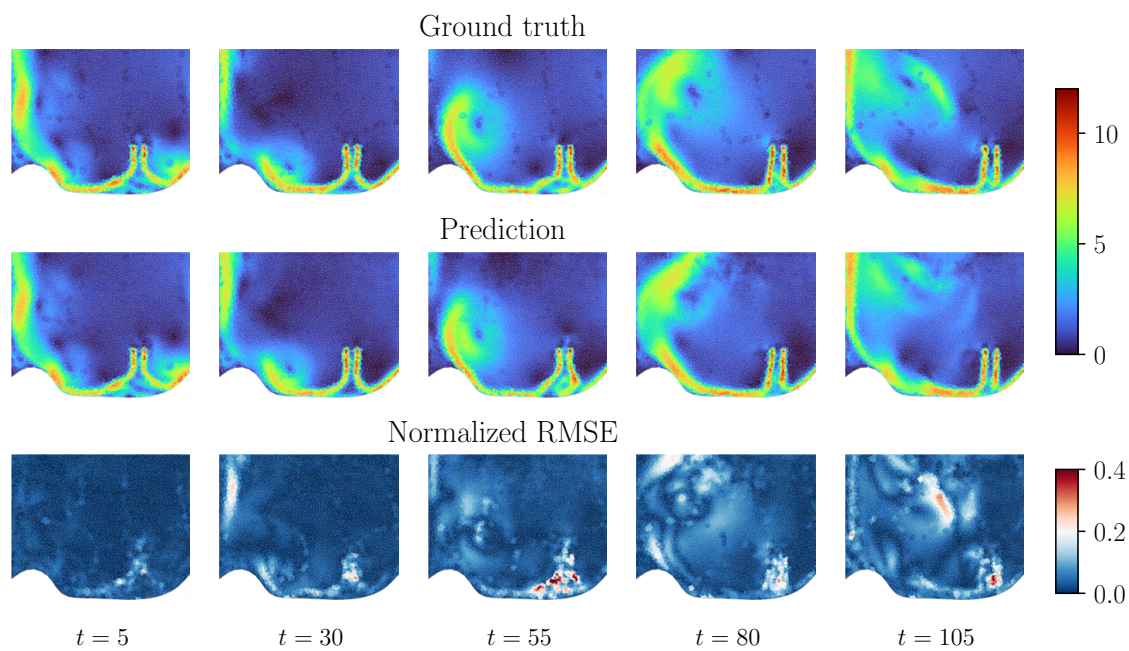 Ground truth
10
5
0
Prediction
Normalized RMSE
0.4
0.2
0.0
t = 5 t = 30 t = 55 t = 80 t = 105